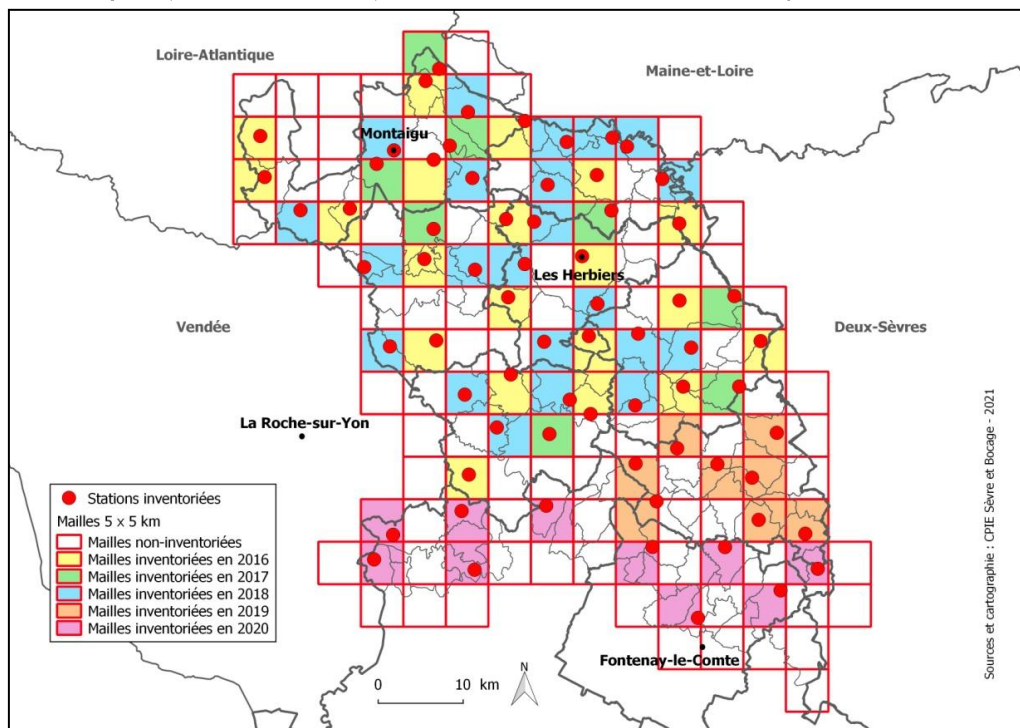 Loire-Atlantique
Maine-et-Loire
Montaigu
Les Herbiers
Vendée
Deux-Sèvres
La Roche-sur-Yon
Stations inventoriées
Mailles 5 x 5 km
Mailles non-inventoriées
Mailles inventoriées en 2016
Mailles inventoriées en 2017
Mailles inventoriées en 2018
Mailles inventoriées en 2019
Mailles inventoriées en 2020
Fontenay-le-Comte
N
0 10 km
Sources et cartographie : CPIE Sèvre et Bocage - 2021